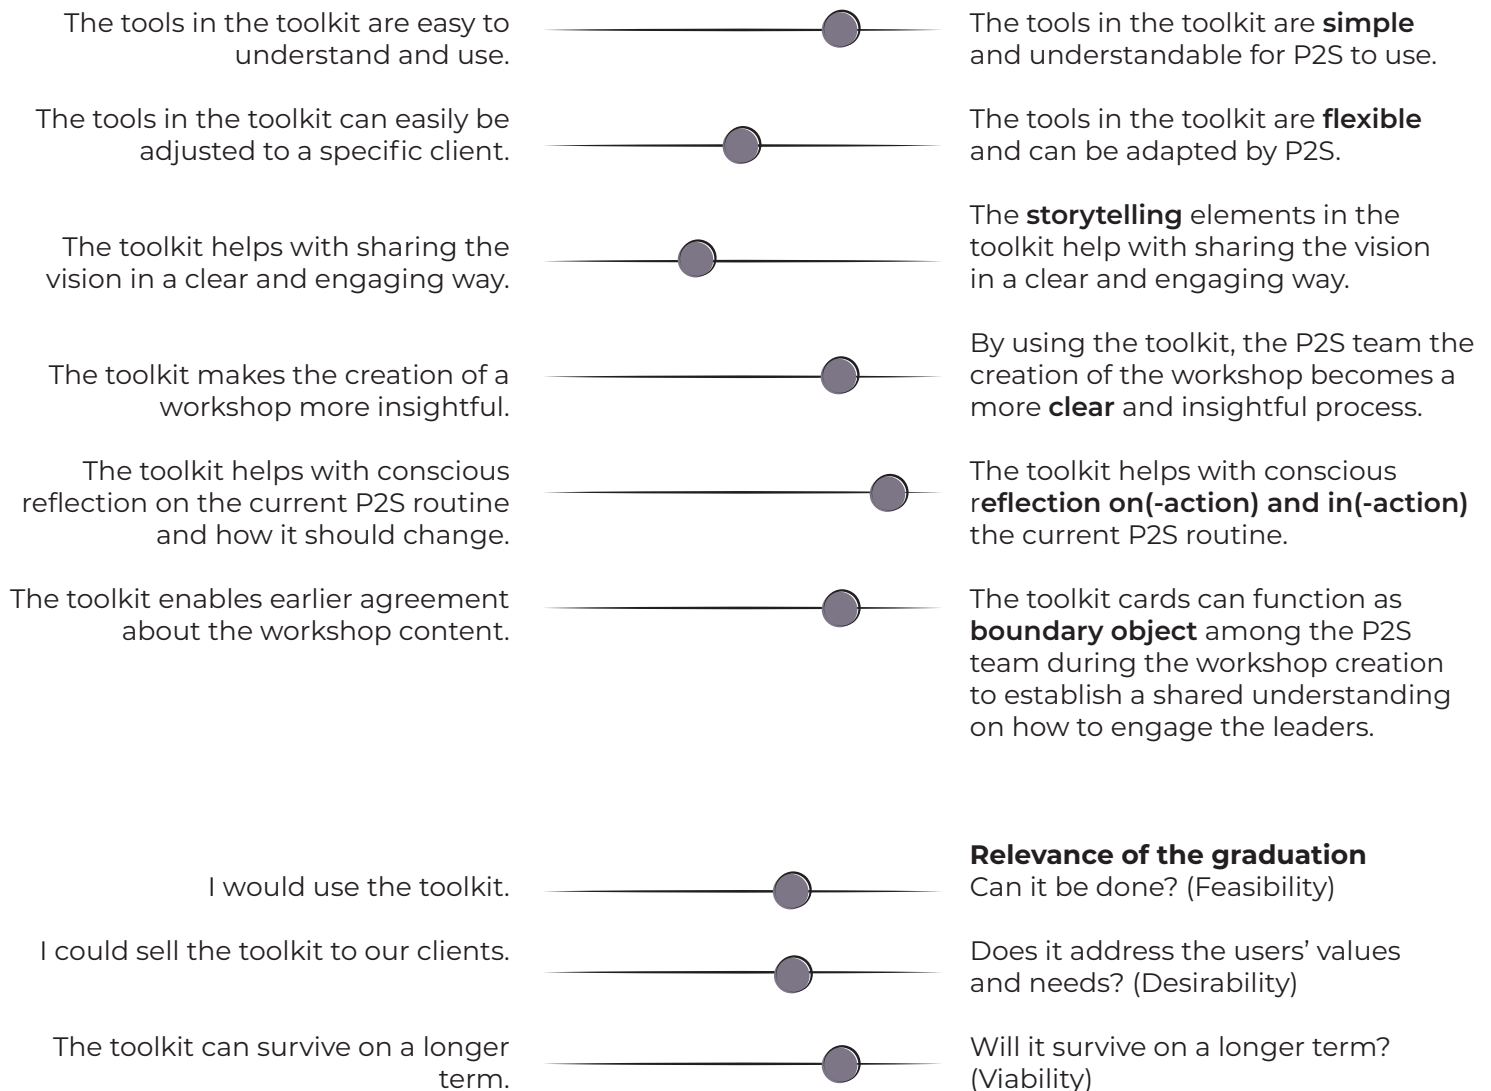 The tools in the toolkit are easy to
understand and use.
The tools in the toolkit are simple
and understandable for P2S to use.
The tools in the toolkit can easily be
adjusted to a specific client.
The tools in the toolkit are flexible
and can be adapted by P2S.
The toolkit helps with sharing the
vision in a clear and engaging way.
The storytelling elements in the
toolkit help with sharing the vision
in a clear and engaging way.
The toolkit makes the creation of a
workshop more insightful.
By using the toolkit, the P2S team the
creation of the workshop becomes a
more clear and insightful process.
The toolkit helps with conscious
reflection on the current P2S routine
and how it should change.
The toolkit helps with conscious
reflection on(-action) and in(-action)
the current P2S routine.
The toolkit enables earlier agreement
about the workshop content.
The toolkit cards can function as
boundary object among the P2S
team during the workshop creation
to establish a shared understanding
on how to engage the leaders.
Relevance of the graduation
I would use the toolkit.
Can it be done? (Feasibility)
I could sell the toolkit to our clients.
Does it address the users’ values
and needs? (Desirability)
The toolkit can survive on a longer
term.
Will it survive on a longer term?
(Viability)